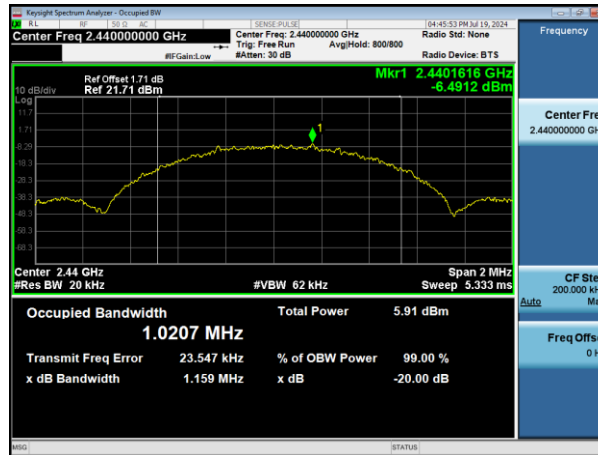 Keysight Spectrum Analyzer - Occupied BW
RL RF 50 Ω AC SENSE:PULSE 04:45:53 PM Jul 19, 2024
Center Freq 2.440000000 GHz Center Freq: 2.440000000 GHz Radio Std: None Frequency
Trig: Free Run Avg|Hold: 800/800
#IFGain:Low #Atten: 30 dB Radio Device: BTS
Ref Offset 1.71 dB Mkr1 2.4401616 GHz
10 dB/div Ref 21.71 dBm -6.4912 dBm
Log
11.7
1.71
-8.29
-18.3
-28.3
-38.3
-48.3
-58.3
-68.3
1
Center Fre
2.440000000 GH
Center 2.44 GHz Span 2 MHz
#Res BW 20 kHz #VBW 62 kHz Sweep 5.333 ms
CF Ste
200.000 kH
Auto Ma
Occupied Bandwidth Total Power 5.91 dBm
1.0207 MHz
Freq Offs
0 H
Transmit Freq Error 23.547 kHz % of OBW Power 99.00 %
x dB Bandwidth 1.159 MHz x dB -20.00 dB
MSG STATUS